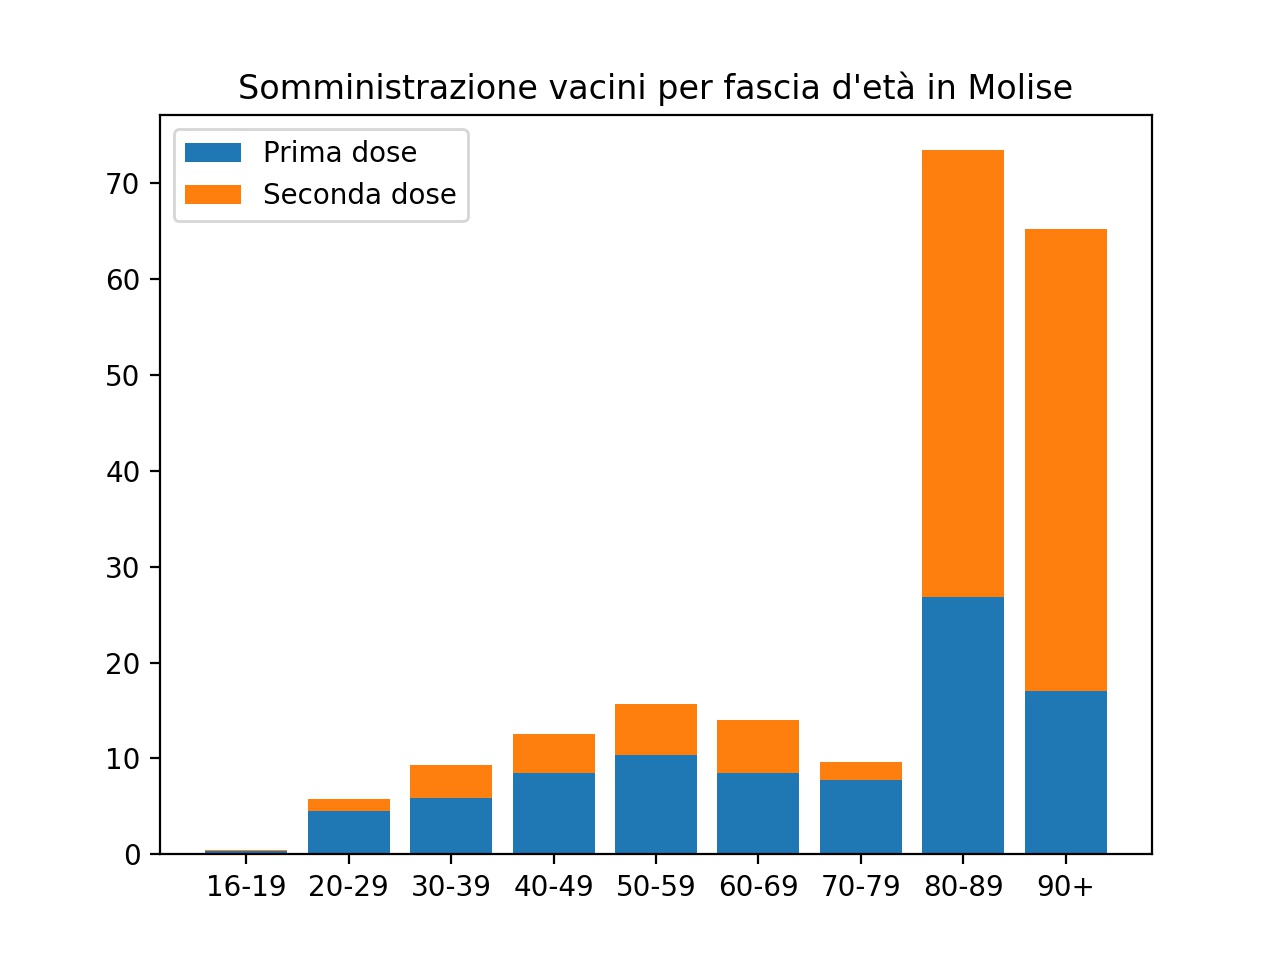 Somministrazione vacini per fascia d'età in Molise
Prima dose
Seconda dose
70
60
50
40
30
20
10
0
16-19 20-29 30-39 40-49 50-59 60-69 70-79 80-89 90+